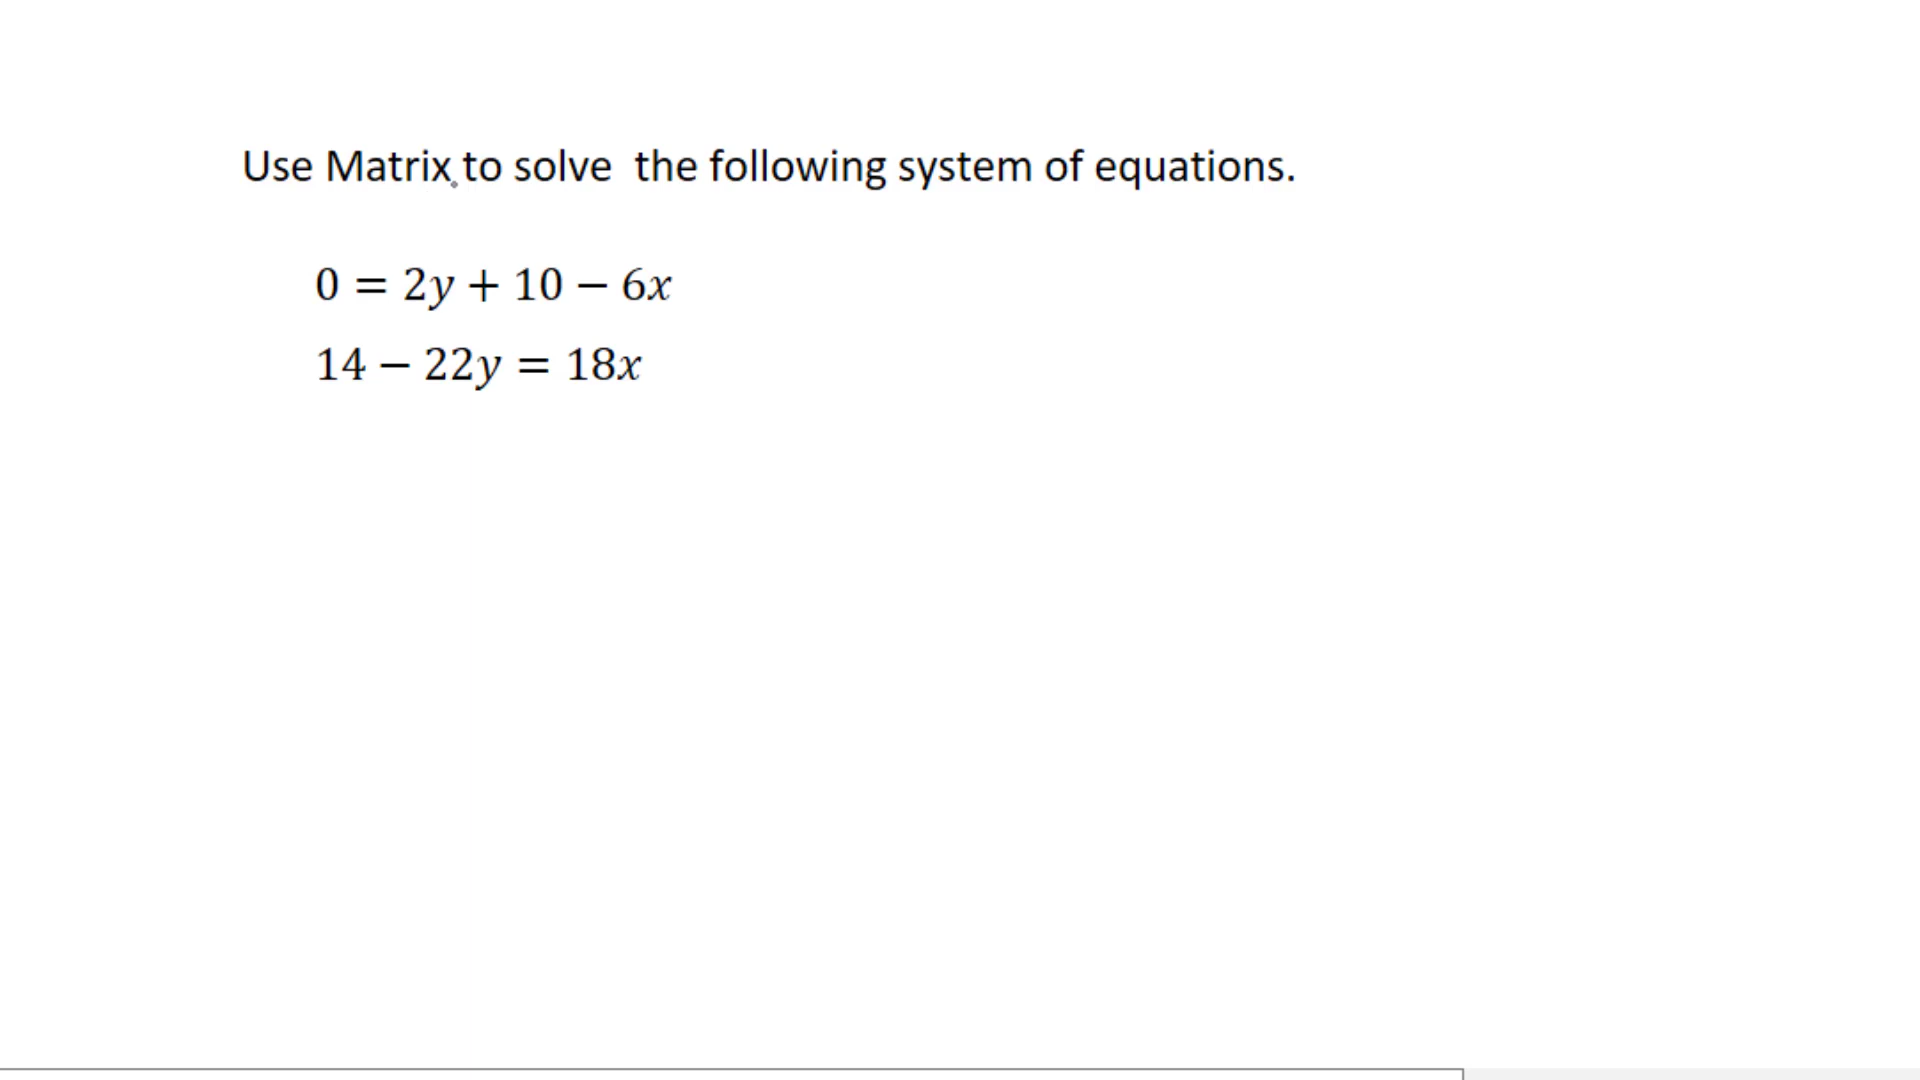 Use Matrix to solve  the following system of equations.
0 = 2y + 10 − 6x
14 − 22y = 18x